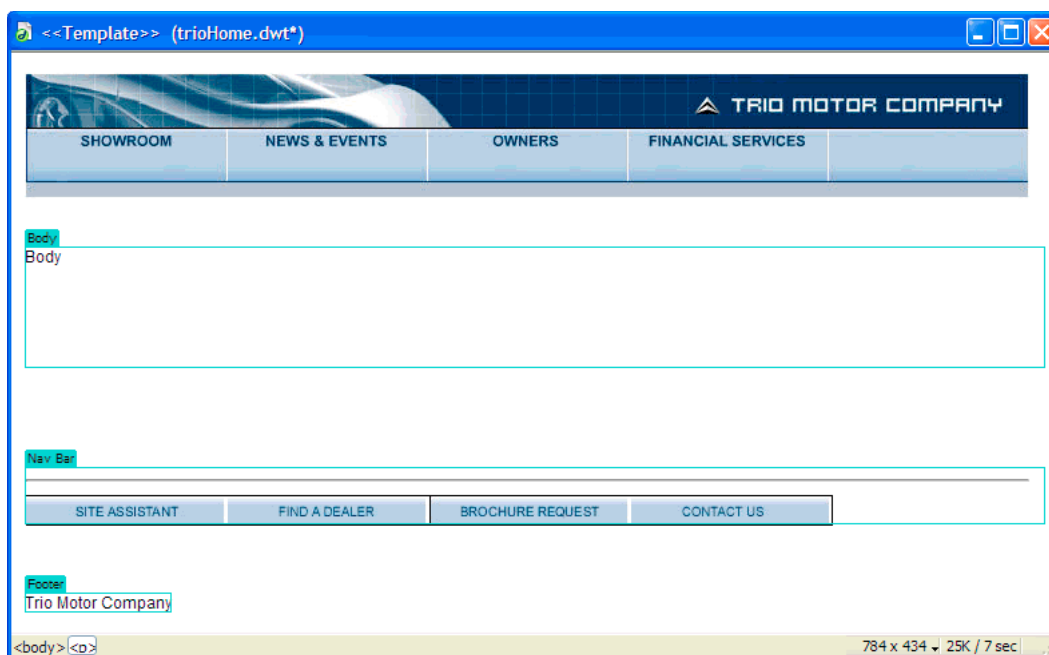 <<Template>> (trioHome.dwt*)
TRIO MOTOR COMPANY
SHOWROOM NEWS & EVENTS OWNERS FINANCIAL SERVICES
Body
Body
Nav Bar
SITE ASSISTANT FIND A DEALER BROCHURE REQUEST CONTACT US
Footer
Trio Motor Company
<body> <p> 784 x 434 25K / 7 sec